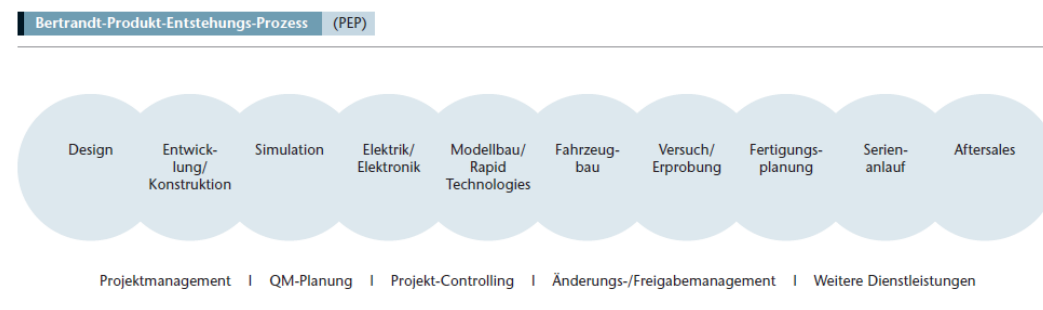 Bertrandt-Produkt-Entstehungs-Prozess (PEP)
Design
Entwick-
lung/
Konstruktion
Simulation
Elektrik/
Elektronik
Modellbau/
Rapid
Technologies
Fahrzeug-
bau
Versuch/
Erprobung
Fertigungs-
planung
Serien-
anlauf
Aftersales
Projektmanagement I QM-Planung I Projekt-Controlling I Änderungs-/Freigabemanagement I Weitere Dienstleistungen